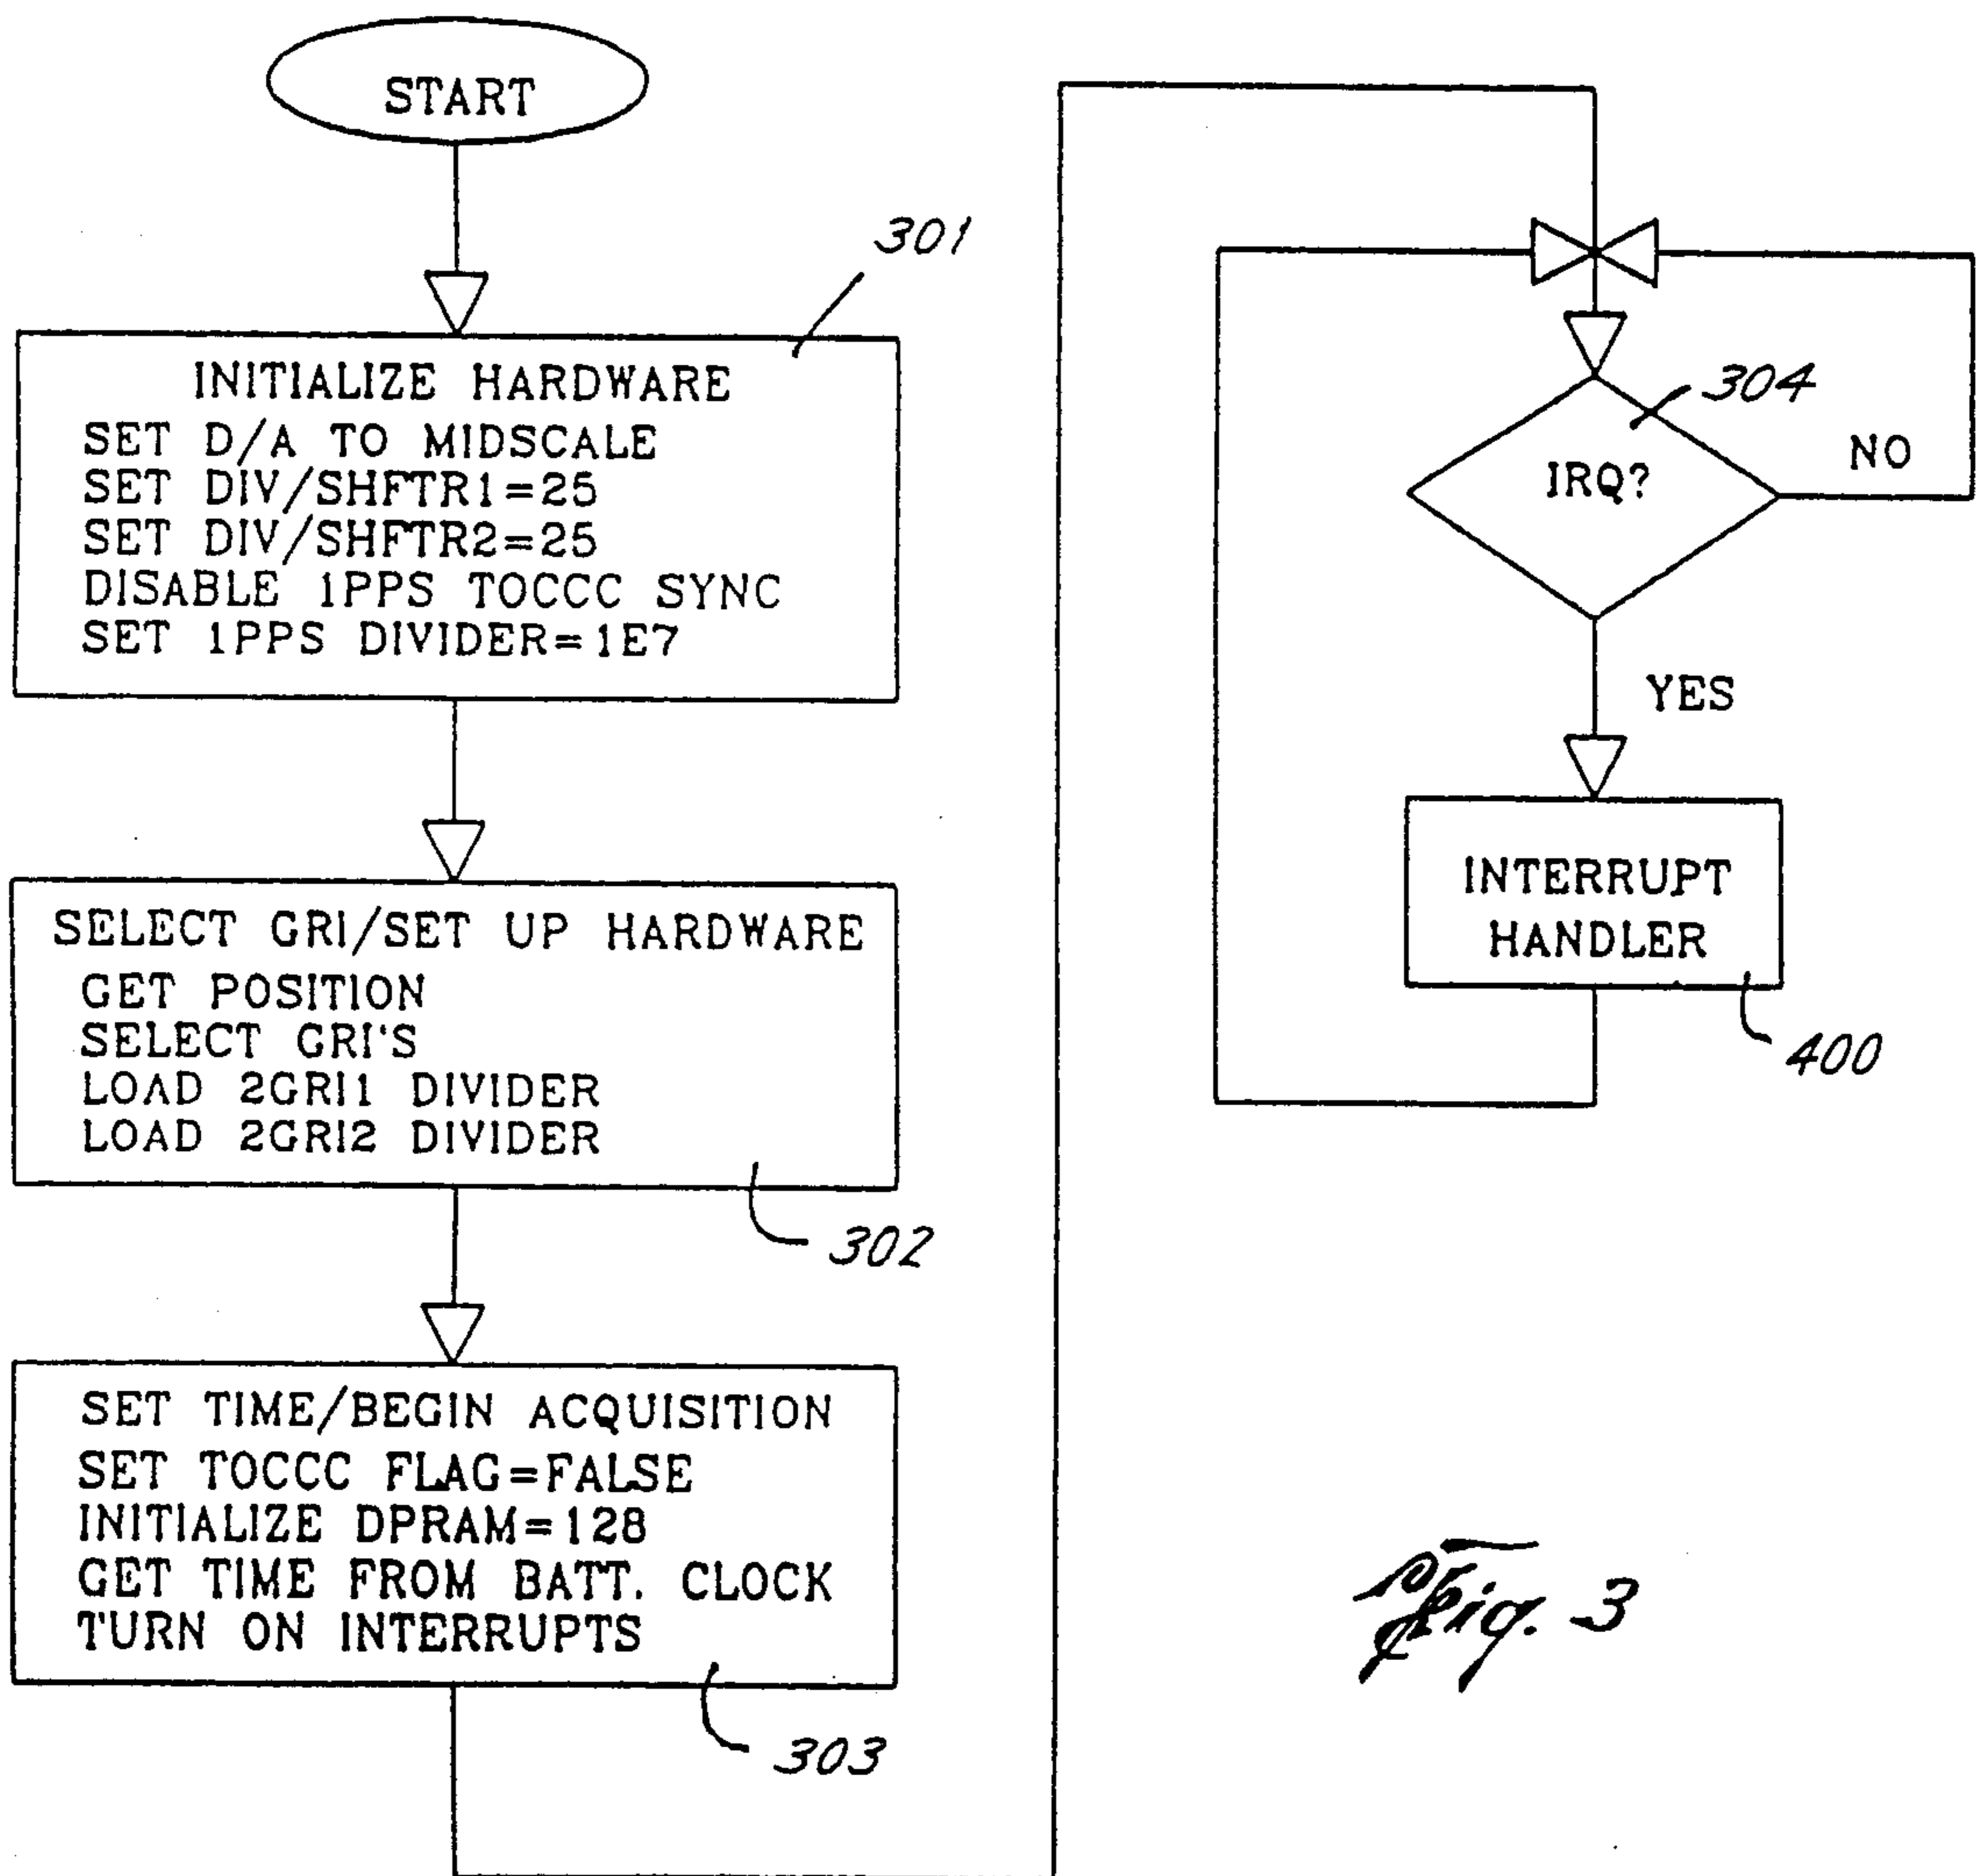 START
301
INITIALIZE HARDWARE
SET D/A TO MIDSCALE
SET DIV/SHFTR1=25
SET DIV/SHFTR2=25
DISABLE 1PPS TOCCC SYNC
SET 1PPS DIVIDER=1E7
SELECT GRI/SET UP HARDWARE
GET POSITION
SELECT GRI'S
LOAD 2GRI1 DIVIDER
LOAD 2GRI2 DIVIDER
302
SET TIME/BEGIN ACQUISITION
SET TOCCC FLAG=FALSE
INITIALIZE DPRAM=128
GET TIME FROM BATT. CLOCK
TURN ON INTERRUPTS
303
304
IRQ?
NO
YES
INTERRUPT
HANDLER
400
Fig. 3